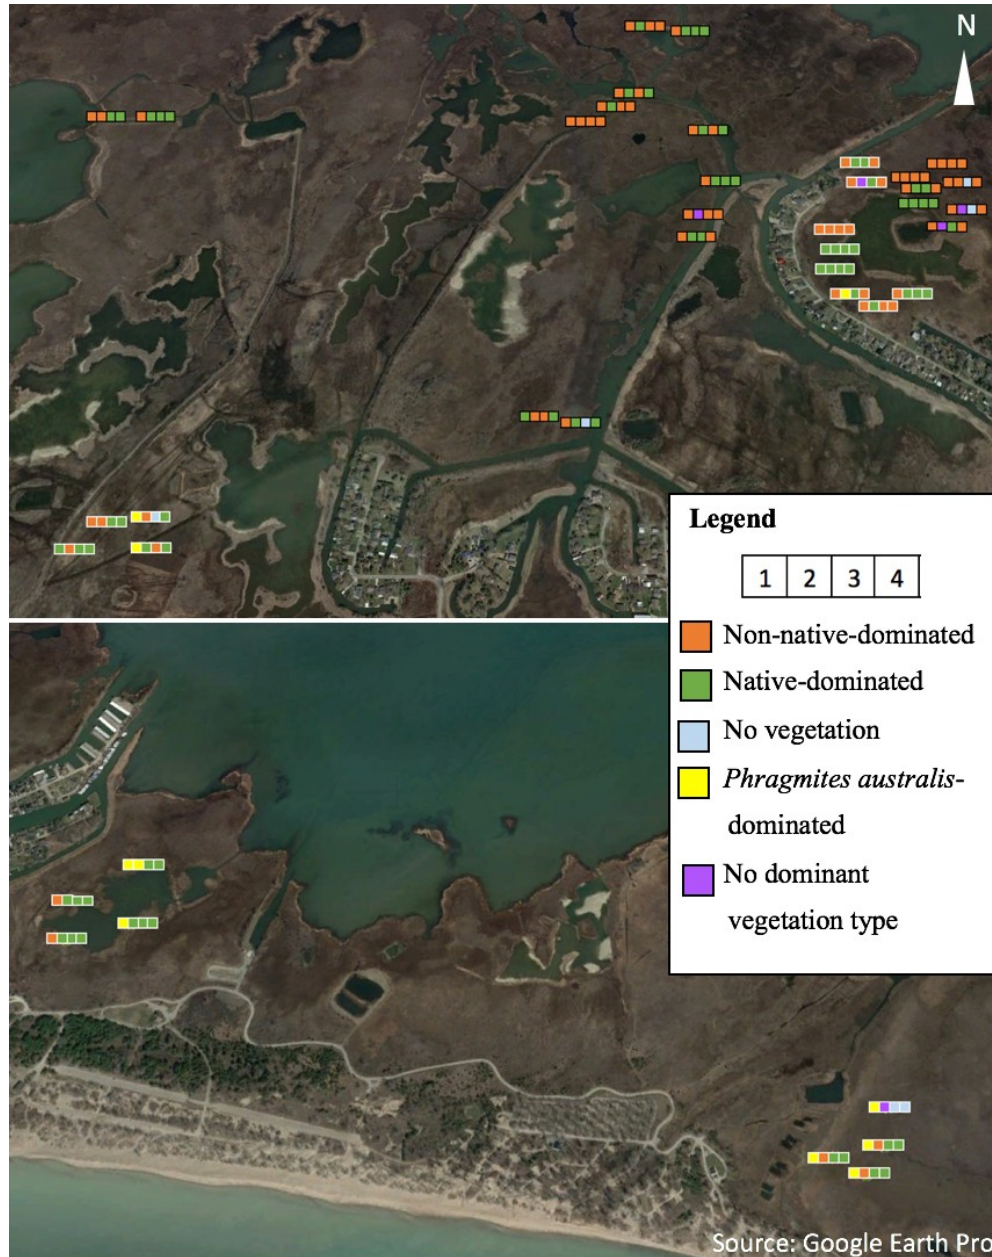 N
Legend
1 2 3 4
Non-native-dominated
Native-dominated
No vegetation
Phragmites australis-
dominated
No dominant
vegetation type
Source: Google Earth Pro